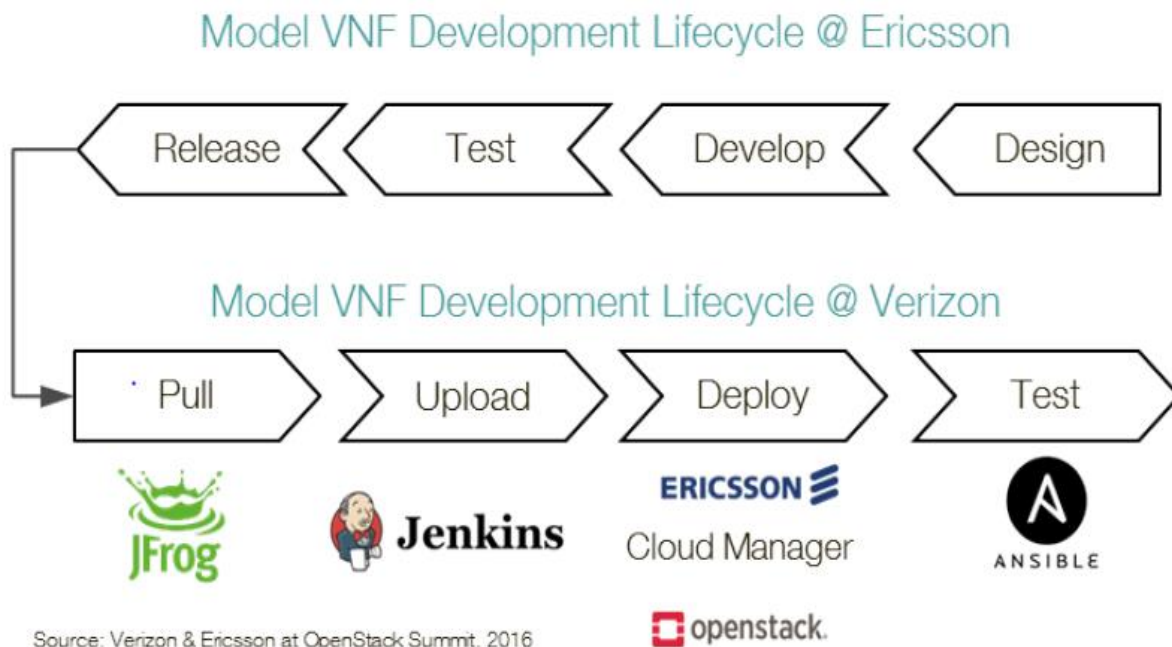 Model VNF Development Lifecycle @ Ericsson
Release
Test
Develop
Design
Model VNF Development Lifecycle @ Verizon
Pull
Upload
Deploy
Test
JFrog
Jenkins
ERICSSON
Cloud Manager
ANSIBLE
openstack.
Source: Verizon & Ericsson at OpenStack Summit, 2016